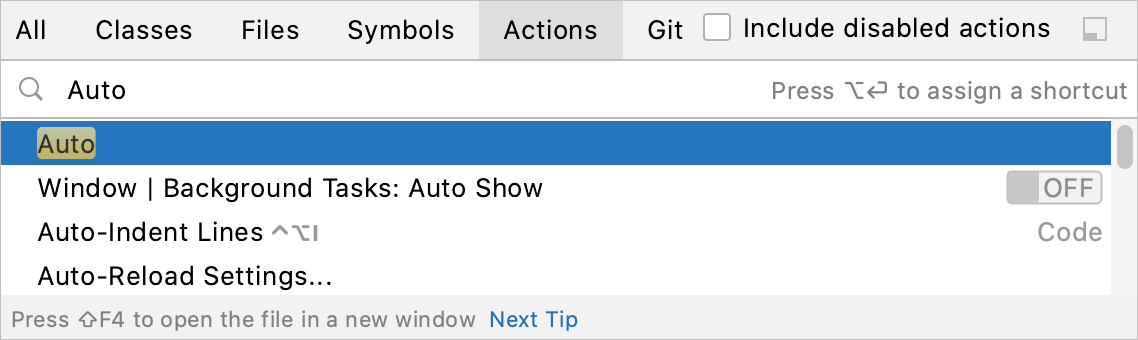 All Classes Files Symbols Actions Git Include disabled actions
Auto Press ⌥⏎ to assign a shortcut
Auto
Window | Background Tasks: Auto Show OFF
Auto-Indent Lines ^⌥I Code
Auto-Reload Settings...
Press ⇧F4 to open the file in a new window Next Tip